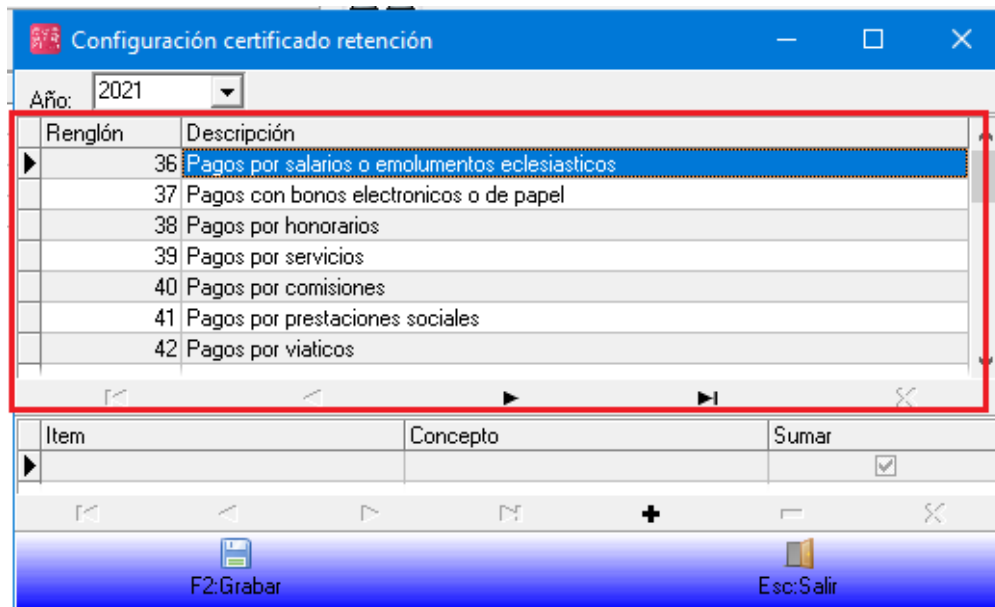 Configuración certificado retención
Año: 2021
Renglón Descripción
36 Pagos por salarios o emolumentos eclesiasticos
37 Pagos con bonos electronicos o de papel
38 Pagos por honorarios
39 Pagos por servicios
40 Pagos por comisiones
41 Pagos por prestaciones sociales
42 Pagos por viaticos
Item Concepto Sumar
F2:Grabar Esc:Salir